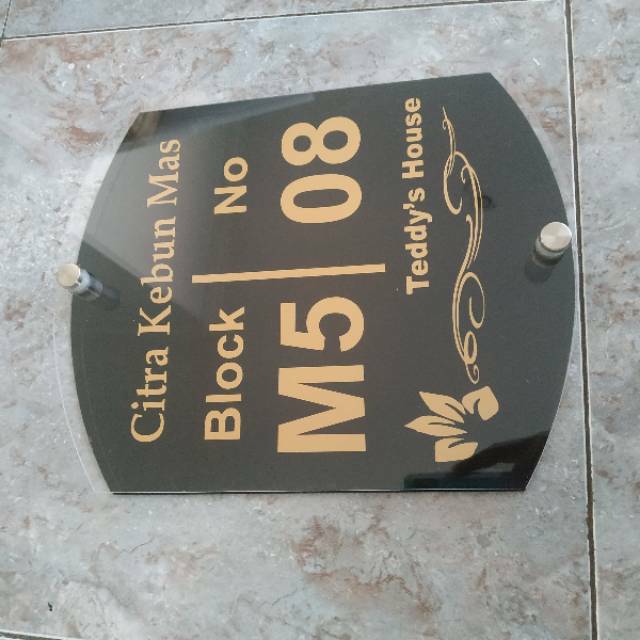 Citra Kebun Mas
Block No
M5 08
Teddy's House